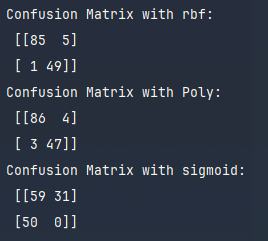 Confusion Matrix with rbf:
[[85  5]
[ 1 49]]
Confusion Matrix with Poly:
[[86  4]
[ 3 47]]
Confusion Matrix with sigmoid:
[[59 31]
[50  0]]